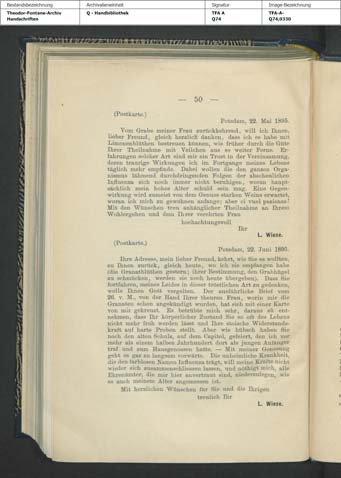 Bestandsbezeichnung Archivalieneinheit Signatur Image-Bezeichnung
Theodor-Fontane-Archiv Q - Handbibliothek TFA A TFA-A-
Handschriften Q74 Q74,0330
— 50 —
(Postkarte.)
Potsdam, 22. Mai 1895.
Vom Grabe meiner Frau zurückkehrend, will ich Ihnen,
lieber Freund, gleich herzlich danken, dass ich es habe mit
bestreuen können, wie früher durch die Güte
Ihrer Theilnahme mit Veilchen aus so weiter Ferne. Er-
fahrungen solcher Art sind mir ein Trost in der Vereinsamung,
deren traurige Wirkungen ich im Fortgange meines Lebens
täglich mehr empfinde. Dabei wollen die den ganzen Orga-
nismus lähmend durchdringenden Folgen der abscheulichen
Influenza sich noch immer nicht beruhigen, woran haupt-
sächlich mein hohes Alter schuld sein mag. Eine Gegen-
wirkung wird zumeist von dem Genuss starken Weins erwartet,
woran ich mich zu gewöhnen anfange; aber ei vuol pazienza!
Mit den Wünschen treu anhänglicher Theilnahme an Ihrem
Wohlergehen und dem Ihrer verehrten Frau
hochachtungsvoll
Ihr
L. Wiese.
(Postkarte.)
Potsdam, 22. Juni 1895.
Ihre Adresse, mein lieber Freund, kehrt, wie Sie es wollten,
zu Ihnen zurück, gleich heute, wo ich sie empfangen habe
(die Granatblüthen gestern; ihrer Bestimmung, den Grabhügel
zu schmücken, werden sie noch heute übergeben). Dass Sie
fortfahren, meines Leides in dieser tröstlichen Art zu gedenken,
wolle Ihnen Gott vergelten. Der ausführliche Brief vom
26. v. M., von der Hand Ihrer theuren Frau, worin mir die
Granaten schon angekündigt wurden, hat sich mit einer Karte
von mir gekreuzt. Es betrübte mich sehr, daraus zu ent-
nehmen, dass Ihr körperlicher Zustand Sie so oft des Lebens
nicht mehr froh werden lässt und Ihre stoische Widerstands-
kraft auf harte Proben stellt. Aber wie hübsch haben Sie
noch den alten Scholz, auf dem Capitol, gefeiert, den ich vor
mehr als einem halben Jahrhundert dort als jungen Anfänger
traf und zum Hausgenossen hatte. — Mit meiner Genesung
geht es gar zu langsam vorwärts. Die unheimliche Krankheit,
die den farblosen Namen Influenza trägt, will meine Kräfte nicht
wieder sich zusammenschliessen lassen, und nöthigt mich, alle
Ehrenämter, die mir hier anvertraut sind, niederzulegen, wie
es auch meinem Alter angemessen ist.
Mit herzlichen Wünschen für Sie und die Ihrigen
treulich Ihr
L. Wiese.